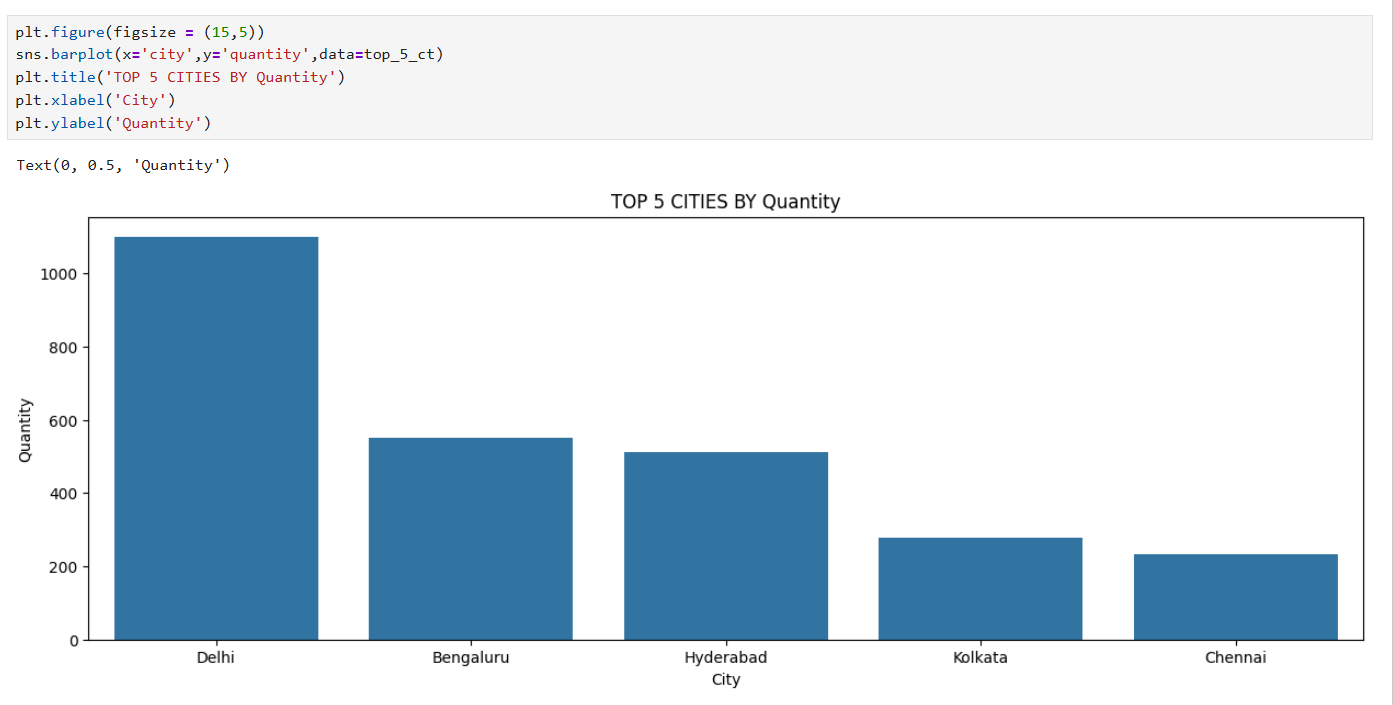 plt.figure(figsize = (15,5))
sns.barplot(x='city',y='quantity',data=top_5_ct)
plt.title('TOP 5 CITIES BY Quantity')
plt.xlabel('City')
plt.ylabel('Quantity')
Text(0, 0.5, 'Quantity')
TOP 5 CITIES BY Quantity
1000
800
600
400
200
0
Quantity
Delhi Bengaluru Hyderabad Kolkata Chennai
City